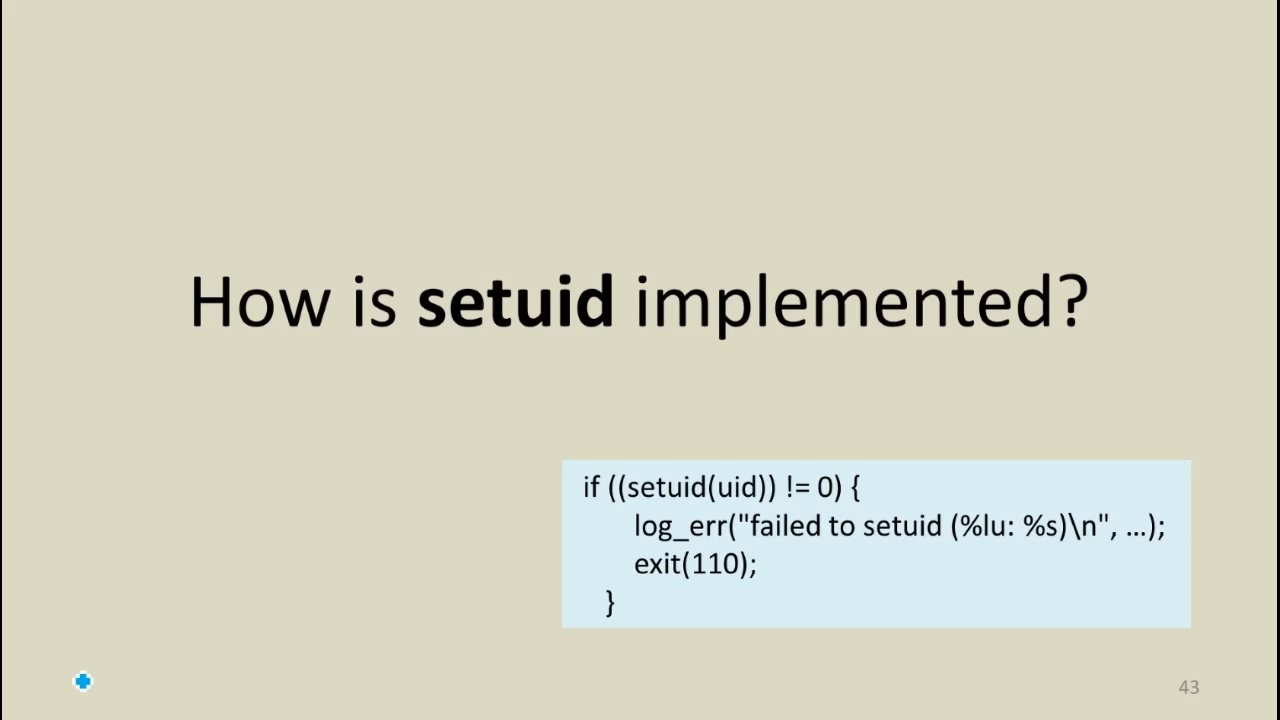 How is setuid implemented?
if ((setuid(uid)) != 0) {
log_err("failed to setuid (%lu: %s)\n", …);
exit(110);
}
43